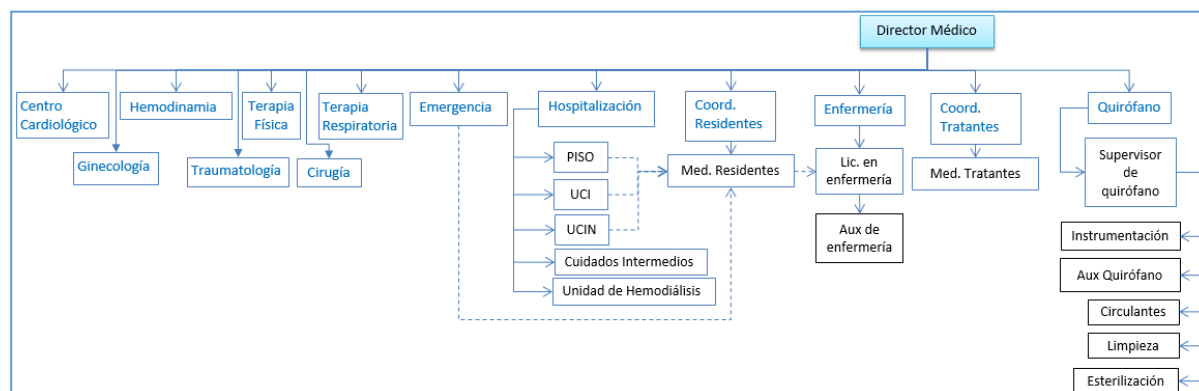 Director Médico
Centro
Cardiológico
Hemodinamia
Terapia
Física
Terapia
Respiratoria
Emergencia
Hospitalización
Coord.
Residentes
Enfermería
Coord.
Tratantes
Quirófano
Ginecología
Traumatología
Cirugía
PISO
UCI
UCIN
Cuidados Intermedios
Unidad de Hemodiálisis
Med. Residentes
Lic. en
enfermería
Aux de
enfermería
Med. Tratantes
Supervisor
de
quirófano
Instrumentación
Aux Quirófano
Circulantes
Limpieza
Esterilización